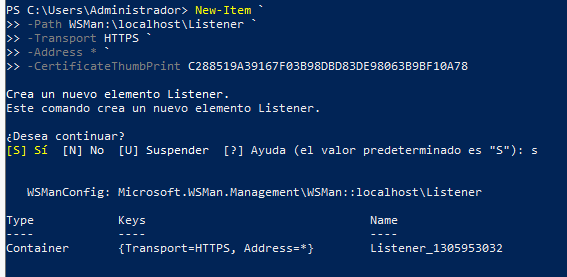 PS C:\Users\Administrador> New-Item `
>> -Path WSMan:\localhost\Listener `
>> -Transport HTTPS `
>> -Address * `
>> -CertificateThumbPrint C288519A39167F03B98DBD83DE98063B9BF10A78
Crea un nuevo elemento Listener.
Este comando crea un nuevo elemento Listener.
¿Desea continuar?
[S] Sí  [N] No  [U] Suspender  [?] Ayuda (el valor predeterminado es "S"): s
WSManConfig: Microsoft.WSMan.Management\WSMan::localhost\Listener
Type            Keys                                Name
----            ----                                ----
Container       {Transport=HTTPS, Address=*}        Listener_1305953032